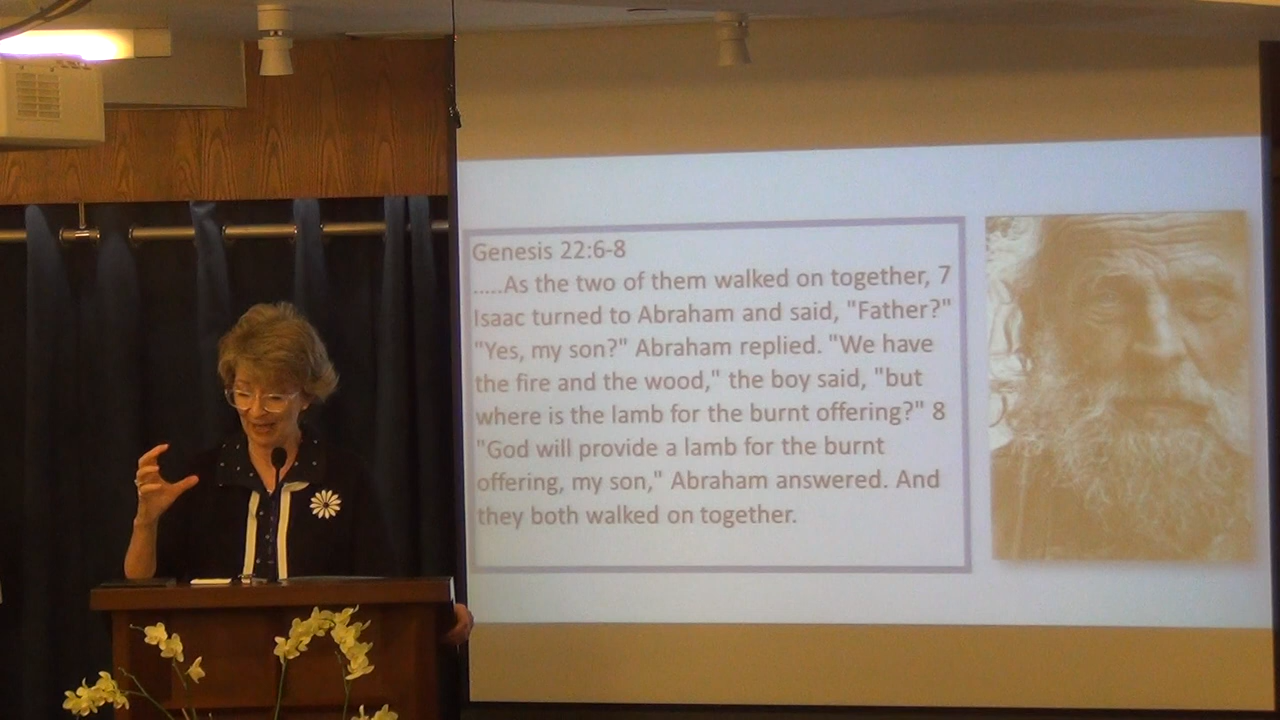 Genesis 22:6-8
.....As the two of them walked on together, 7
Isaac turned to Abraham and said, "Father?"
"Yes, my son?" Abraham replied. "We have
the fire and the wood," the boy said, "but
where is the lamb for the burnt offering?" 8
"God will provide a lamb for the burnt
offering, my son," Abraham answered. And
they both walked on together.